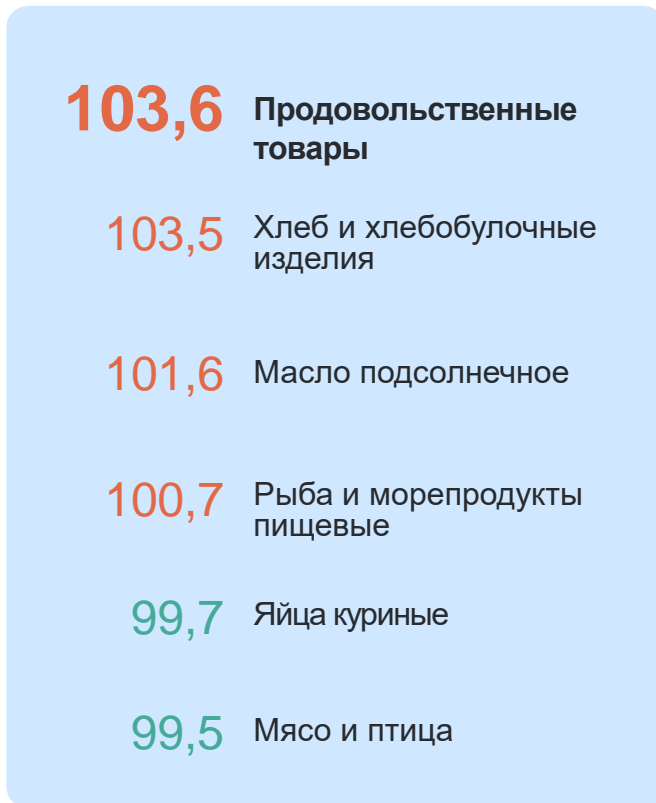 103,6 Продовольственные
товары
103,5 Хлеб и хлебобулочные
изделия
101,6 Масло подсолнечное
100,7 Рыба и морепродукты
пищевые
99,7 Яйца куриные
99,5 Мясо и птица